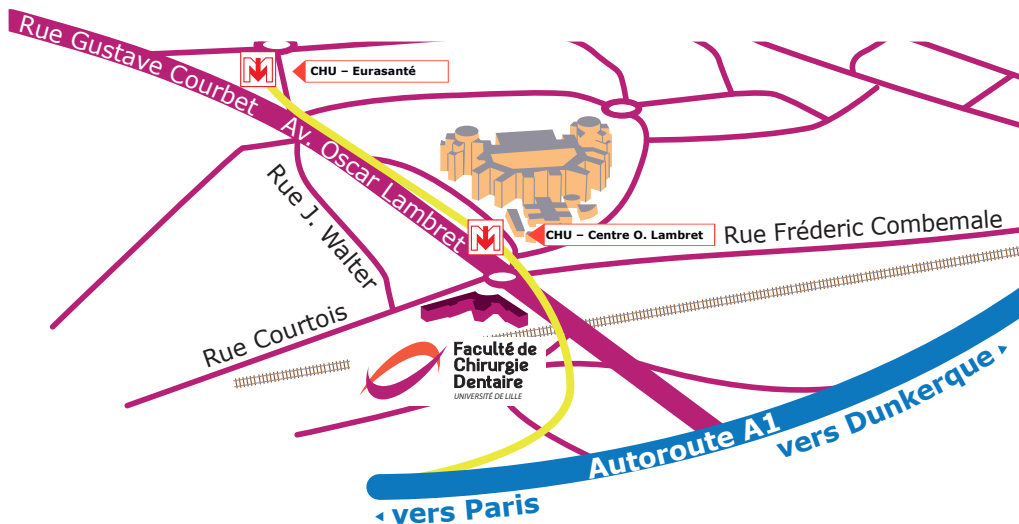 Rue Gustave Courbet
CHU – Eurasanté
Av. Oscar Lambret
Rue J. Walter
CHU – Centre O. Lambret
Rue Fréderic Combemale
Rue Courtois
Faculté de
Chirurgie
Dentaire
UNIVERSITÉ DE LILLE
Autoroute A1
vers Dunkerque
vers Paris